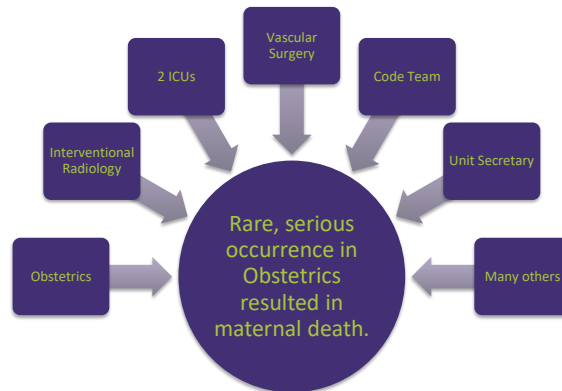 Vascular
Surgery
2 ICUs
Code Team
Interventional
Radiology
Unit Secretary
Obstetrics
Many others
Rare, serious
occurrence in
Obstetrics
resulted in
maternal death.